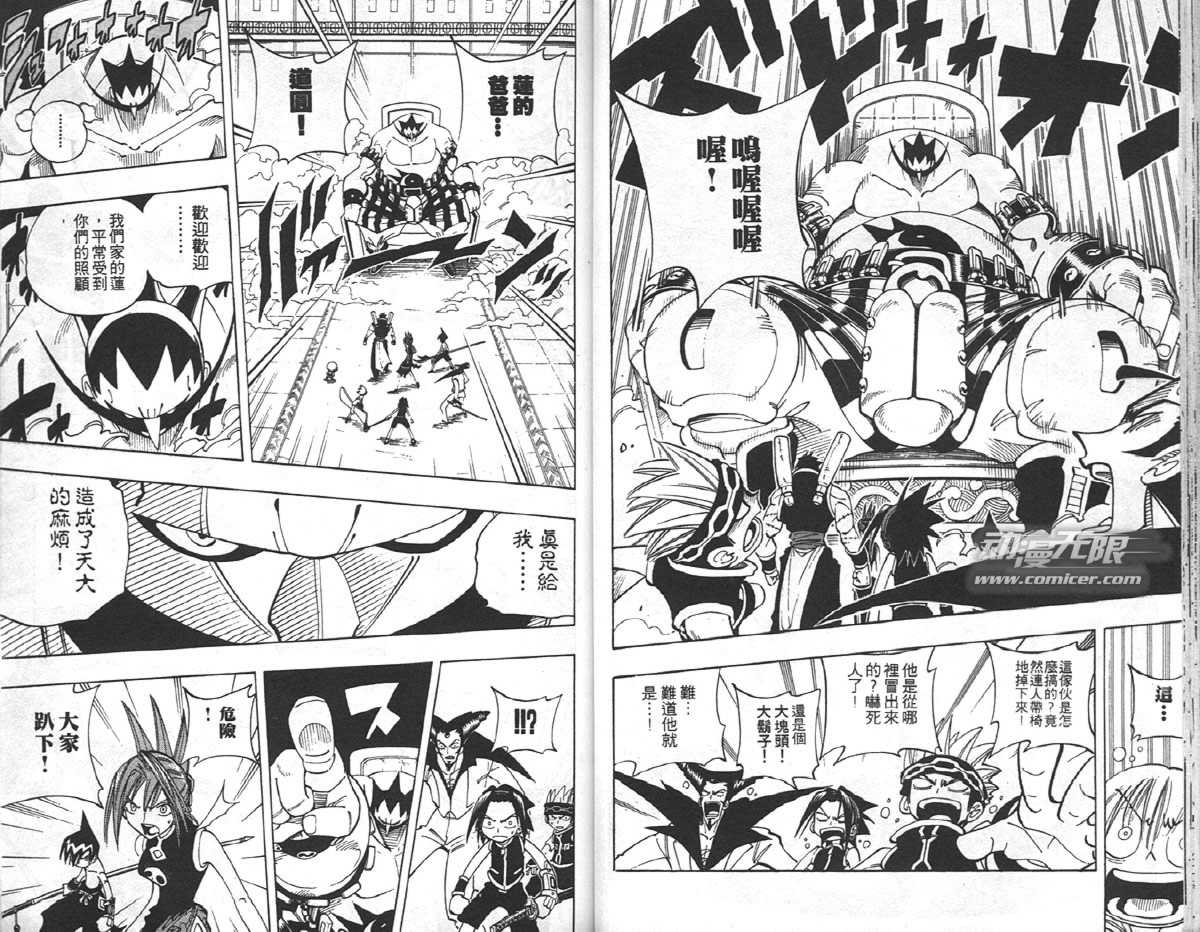 嗚喔喔喔
喔！
动漫无限
www.comicer.com
這…
這傢伙是怎
麼搞的？竟
然連人帶椅
地掉下來！
他是從哪
裡冒出來
的？嚇死
人了！
還是個
大塊頭！
大鬍子！
難…
難道他就
是…！
蓮的
爸爸…
道圓！
………
歡迎歡迎
………
我們家的蓮
，平常受到
你們的照顧
．
真是給
我……
造成了天大
的麻煩！
!!?
危險
！
大家
趴下！